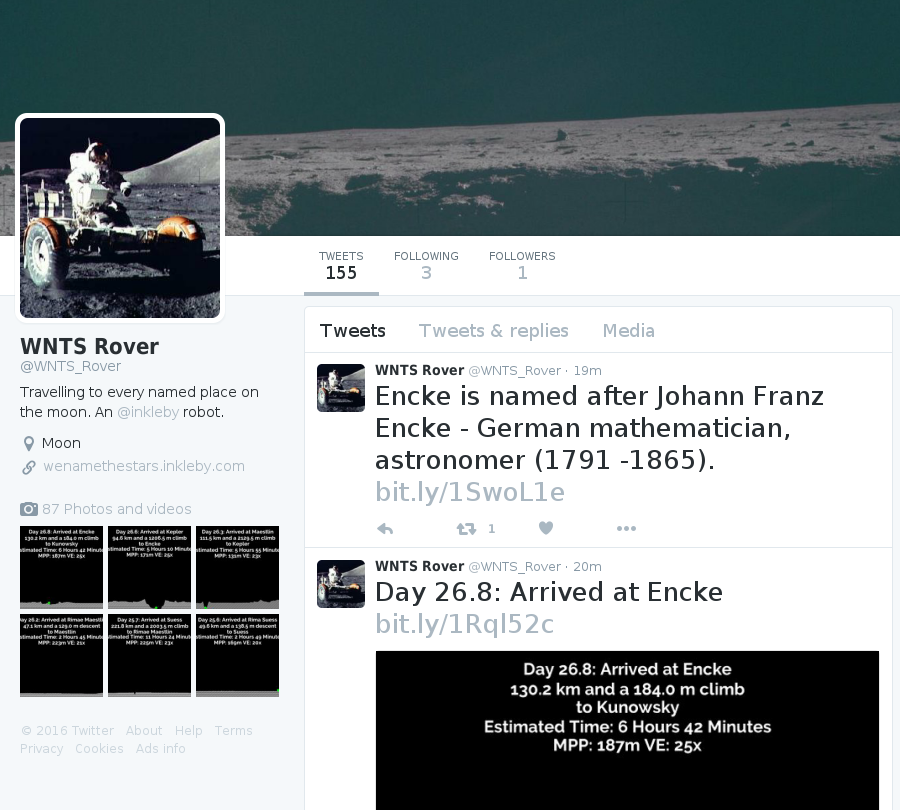 TWEETS FOLLOWING FOLLOWERS
155 3 1
WNTS Rover
@WNTS_Rover
Travelling to every named place on
the moon. An @inkleby robot.
Moon
wenamethestars.inkleby.com
87 Photos and videos
Day 26.8: Arrived at Encke
130.2 km and a 184.0 m climb
to Kunowsky
Estimated Time: 6 Hours 42 Minute
MPP: 187m VE: 25x
Day 26.6: Arrived at Kepler
94.6 km and a 1206.5 m climb
to Encke
Estimated Time: 5 Hours 10 Minute
MPP: 171m VE: 25x
Day 26.3: Arrived at Maestlin
111.5 km and a 2129.5 m climb
to Kepler
Estimated Time: 5 Hours 55 Minute
MPP: 131m VE: 23x
Day 26.2: Arrived at Rimae Maestlin
47.1 km and a 129.0 m descent
to Maestlin
Estimated Time: 2 Hours 45 Minute
MPP: 223m VE: 21x
Day 25.7: Arrived at Suess
221.8 km and a 2003.5 m climb
to Rimae Maestlin
Estimated Time: 11 Hours 24 Minute
MPP: 225m VE: 23x
Day 25.6: Arrived at Rima Suess
49.6 km and a 138.5 m descent
to Suess
Estimated Time: 2 Hours 49 Minute
© 2016 Twitter About Help Terms
Privacy Cookies Ads info
Tweets Tweets & replies Media
WNTS Rover @WNTS_Rover · 19m
Encke is named after Johann Franz
Encke - German mathematician,
astronomer (1791 -1865).
bit.ly/1SwoL1e
1
WNTS Rover @WNTS_Rover · 20m
Day 26.8: Arrived at Encke
bit.ly/1RqI52c
Day 26.8: Arrived at Encke
130.2 km and a 184.0 m climb
to Kunowsky
Estimated Time: 6 Hours 42 Minutes
MPP: 187m VE: 25x